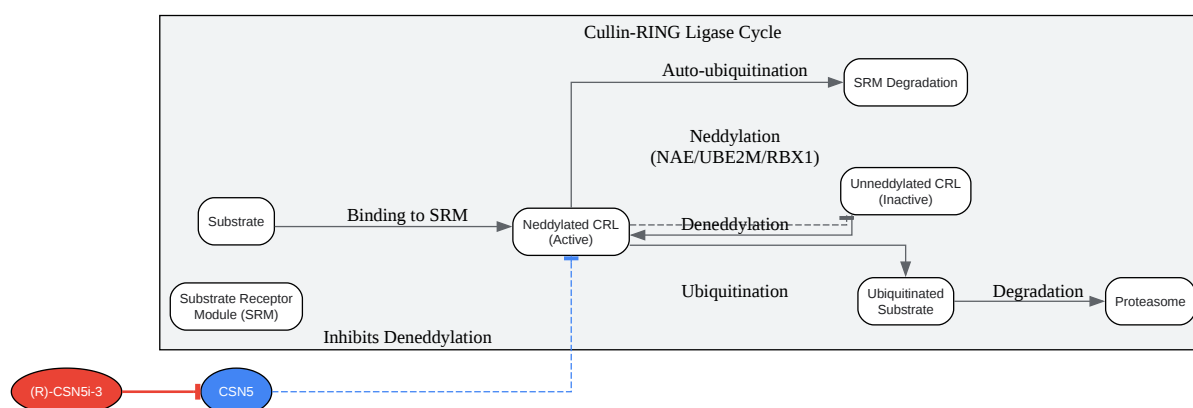 Cullin-RING Ligase Cycle
Auto-ubiquitination
SRM Degradation
Neddylation
(NAE/UBE2M/RBX1)
Unneddylated CRL
(Inactive)
Substrate
Binding to SRM
Neddylated CRL
(Active)
Deneddylation
Substrate Receptor
Module (SRM)
Ubiquitination
Ubiquitinated
Substrate
Degradation
Proteasome
Inhibits Deneddylation
(R)-CSN5i-3
CSN5